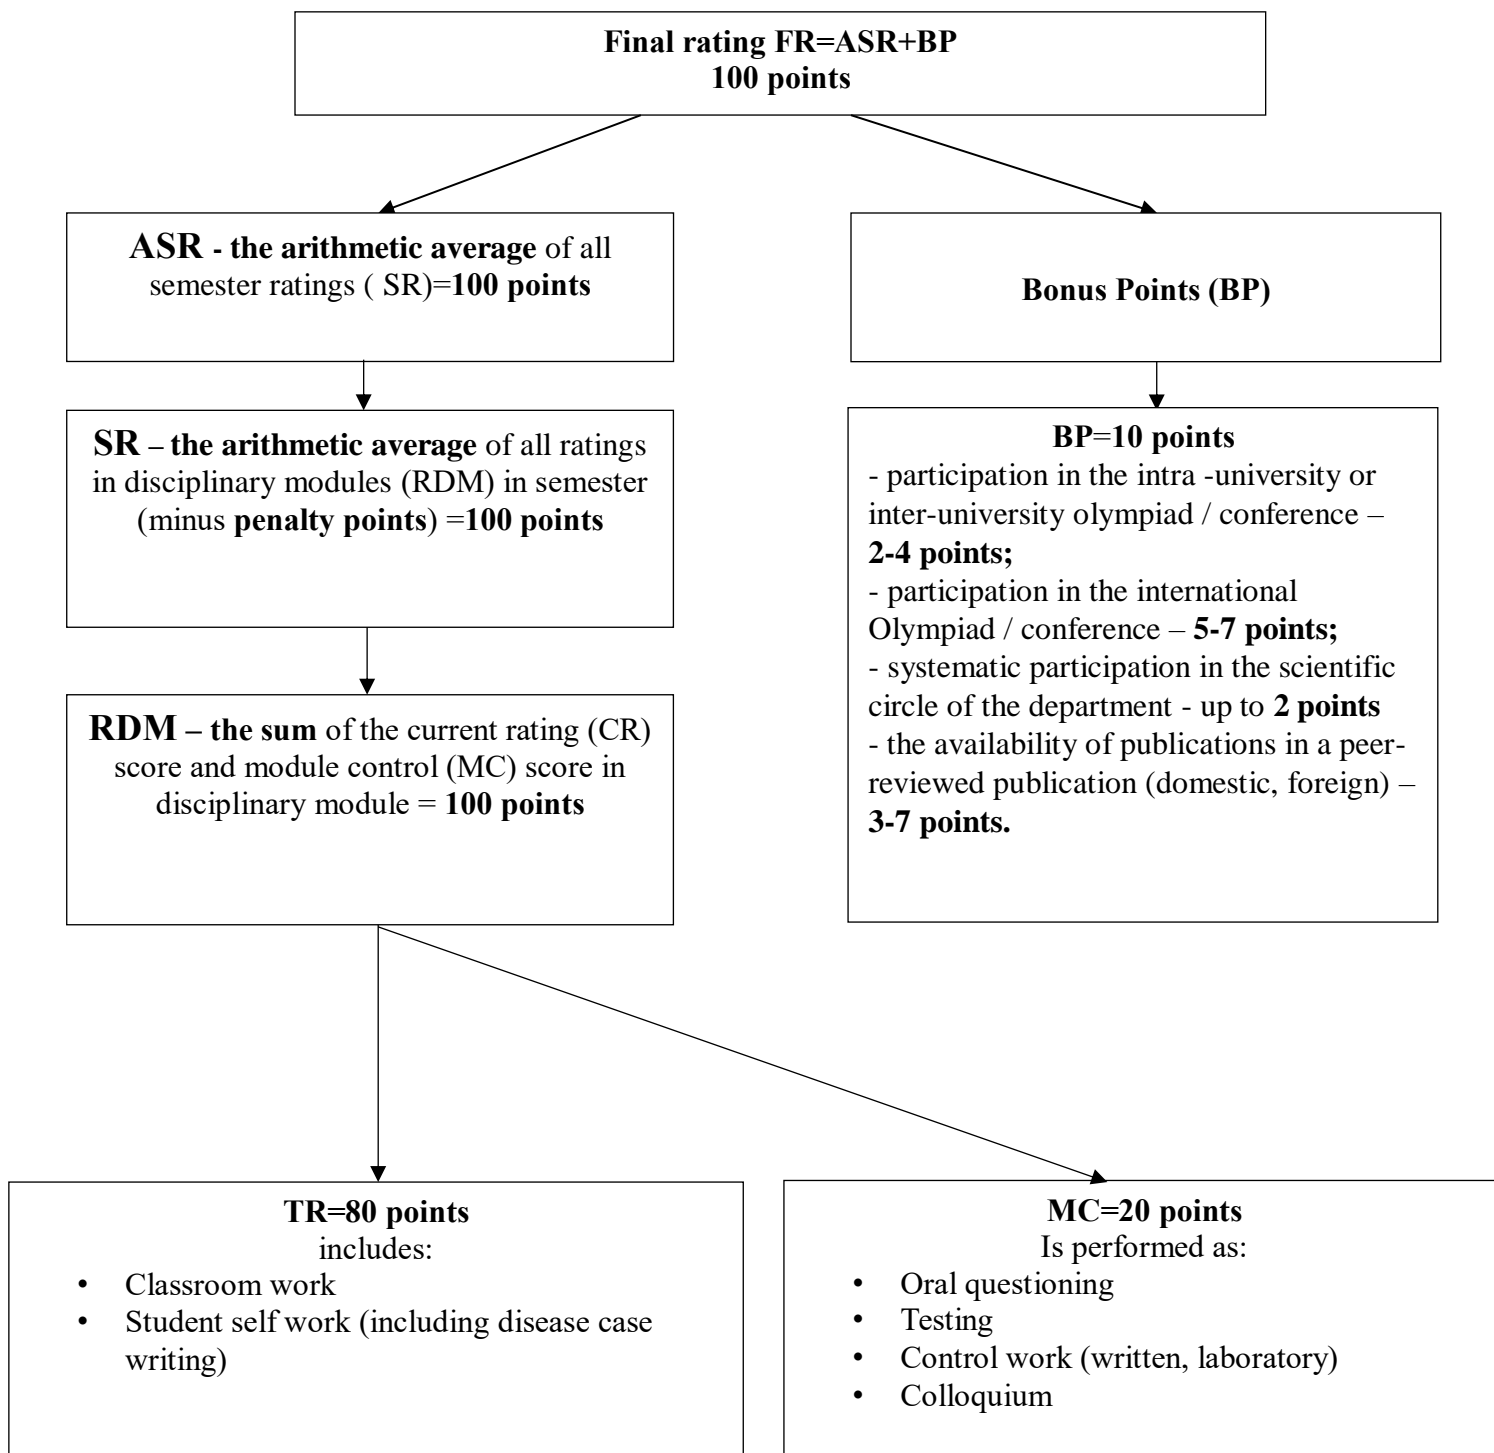 Final rating FR=ASR+BP
100 points
ASR - the arithmetic average of all
semester ratings ( SR)=100 points
Bonus Points (BP)
SR – the arithmetic average of all ratings
in disciplinary modules (RDM) in semester
(minus penalty points) =100 points
BP=10 points
- participation in the intra -university or
inter-university olympiad / conference –
2-4 points;
- participation in the international
Olympiad / conference – 5-7 points;
- systematic participation in the scientific
circle of the department - up to 2 points
- the availability of publications in a peer-
reviewed publication (domestic, foreign) –
3-7 points.
RDM – the sum of the current rating (CR)
score and module control (MC) score in
disciplinary module = 100 points
TR=80 points
includes:
• Classroom work
• Student self work (including disease case
writing)
MC=20 points
Is performed as:
• Oral questioning
• Testing
• Control work (written, laboratory)
• Colloquium